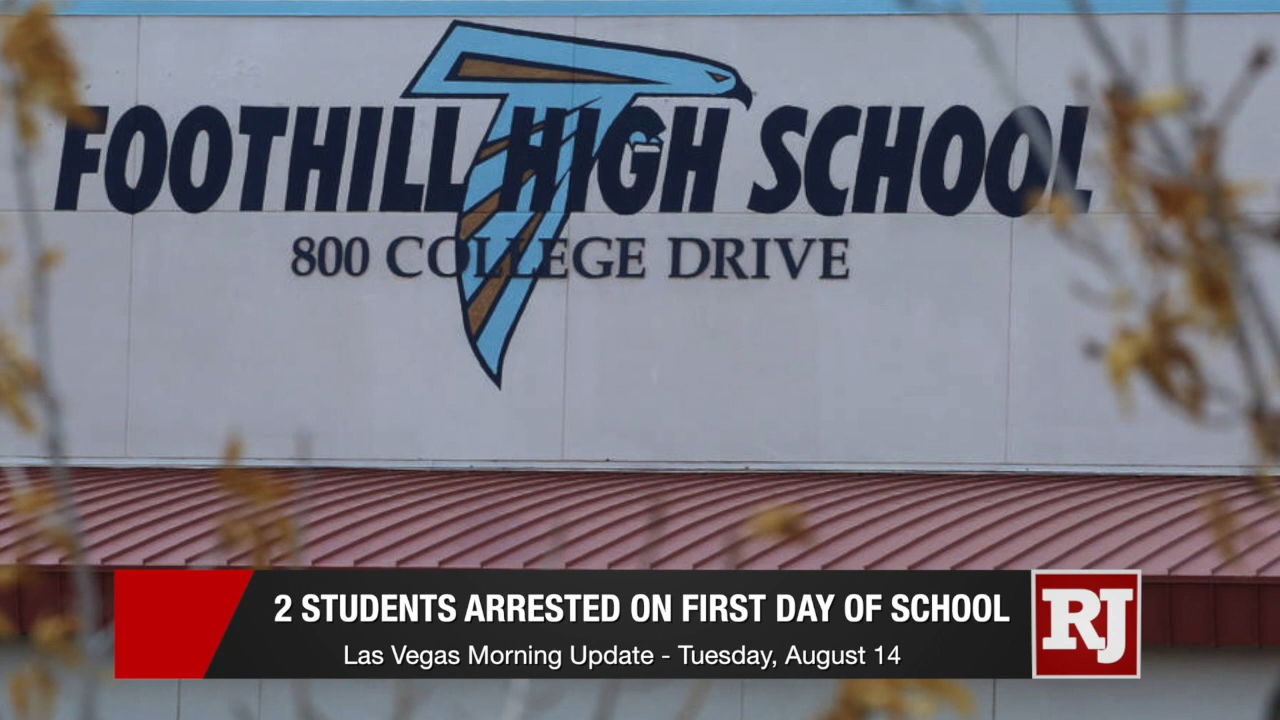 FOOTHILL HIGH SCHOOL
800 COLLEGE DRIVE
2 STUDENTS ARRESTED ON FIRST DAY OF SCHOOL
Las Vegas Morning Update - Tuesday, August 14
RJ